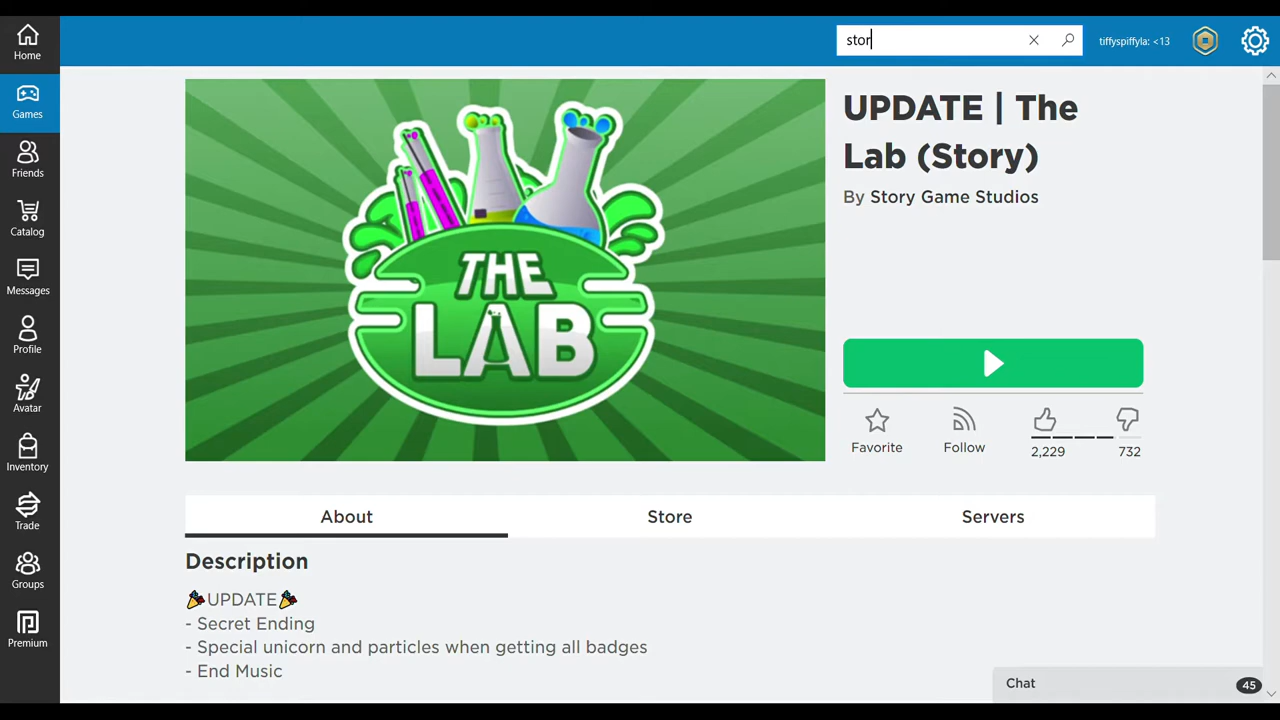 stor
tiffyspiffyla: <13
Home
Games
Friends
Catalog
Messages
Profile
Avatar
Inventory
Trade
Groups
Premium
THE
LAB
UPDATE | The
Lab (Story)
By Story Game Studios
Favorite
Follow
2,229
732
About
Store
Servers
Description
🎉UPDATE🎉
- Secret Ending
- Special unicorn and particles when getting all badges
- End Music
Chat
45